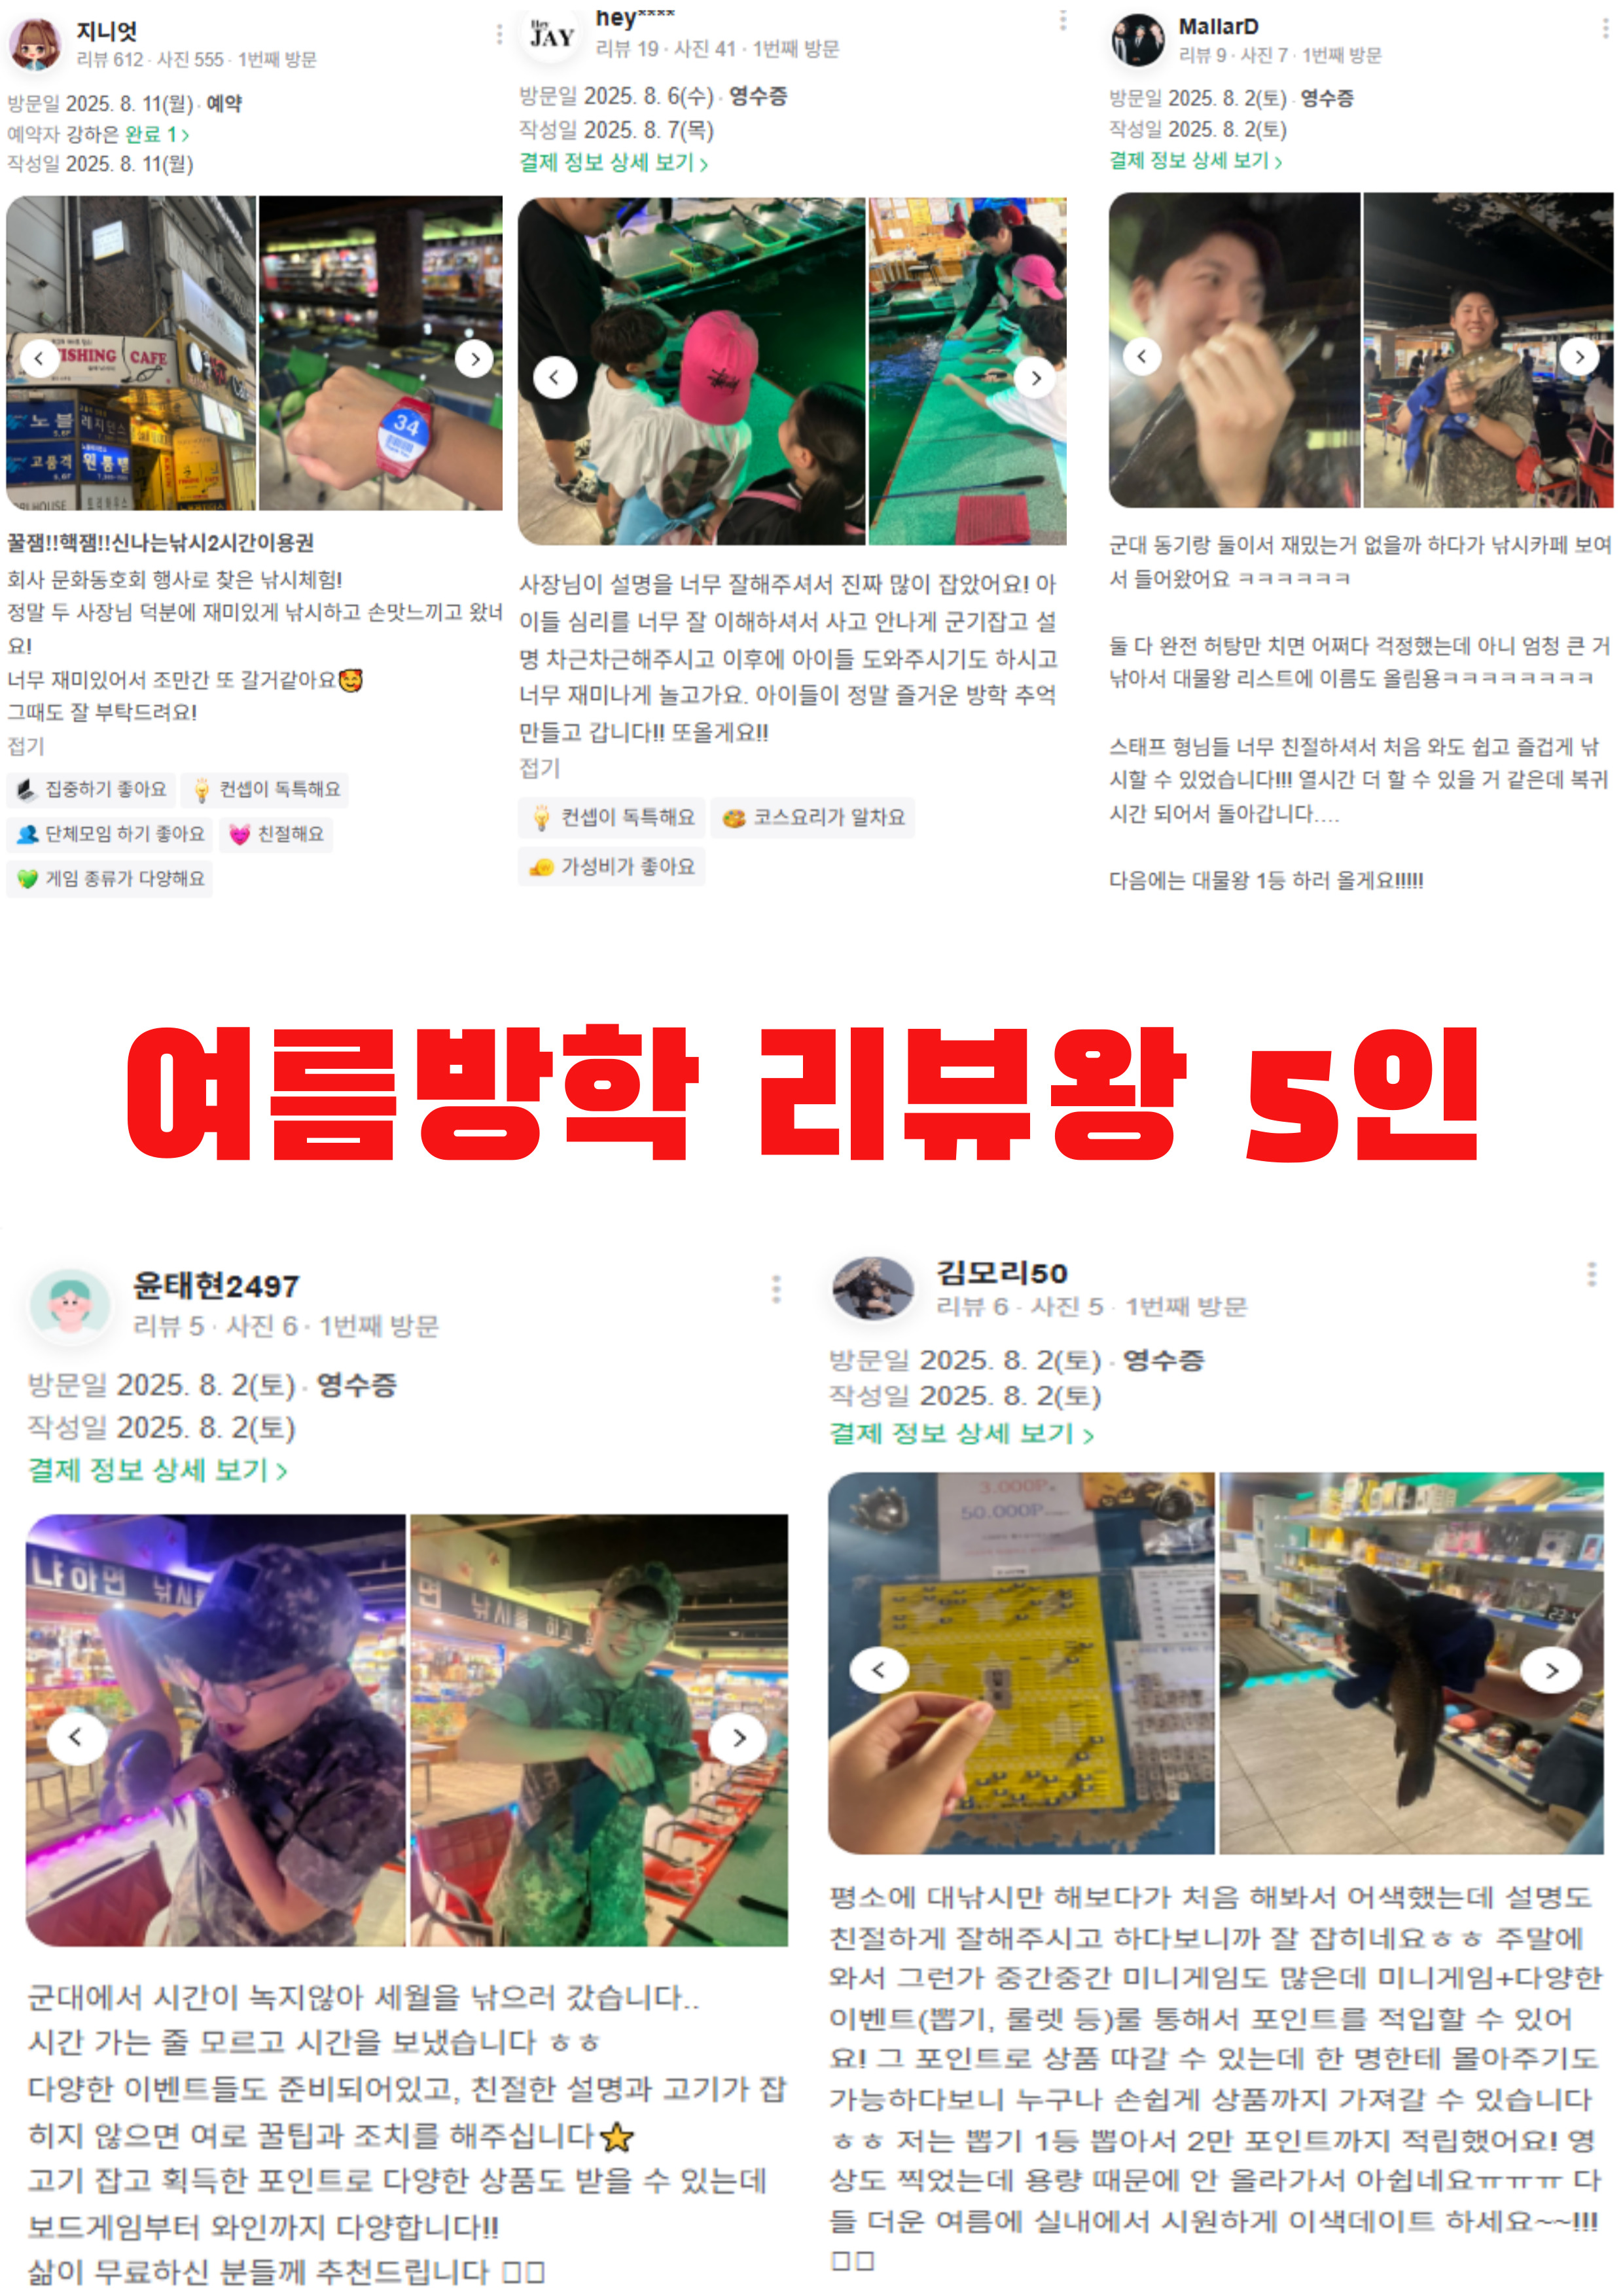 지니엇
리뷰 612 · 사진 555 · 1번째 방문
방문일 2025. 8. 11(월) · 예약
예약자 강하은 완료 1 >
작성일 2025. 8. 11(월)
FISHING CAFE
노블 레지던스
고품격 원룸텔
34
꿀잼!!핵잼!!신나는낚시2시간이용권
회사 문화동호회 행사로 찾은 낚시체험!
정말 두 사장님 덕분에 재미있게 낚시하고 손맛느끼고 왔네
요!
너무 재미있어서 조만간 또 갈거같아요🥰
그때도 잘 부탁드려요!
접기
집중하기 좋아요
컨셉이 독특해요
단체모임 하기 좋아요
친절해요
게임 종류가 다양해요
Hey JAY
hey****
리뷰 19 · 사진 41 · 1번째 방문
방문일 2025. 8. 6(수) · 영수증
작성일 2025. 8. 7(목)
결제 정보 상세 보기 >
사장님이 설명을 너무 잘해주셔서 진짜 많이 잡았어요! 아
이들 심리를 너무 잘 이해하셔서 사고 안나게 군기잡고 설
명 차근차근해주시고 이후에 아이들 도와주시기도 하시고
너무 재미나게 놀고가요. 아이들이 정말 즐거운 방학 추억
만들고 갑니다!! 또올게요!!
접기
컨셉이 독특해요
코스요리가 알차요
가성비가 좋아요
MallarD
리뷰 9 · 사진 7 · 1번째 방문
방문일 2025. 8. 2(토) · 영수증
작성일 2025. 8. 2(토)
결제 정보 상세 보기 >
군대 동기랑 둘이서 재밌는거 없을까 하다가 낚시카페 보여
서 들어왔어요 ㅋㅋㅋㅋㅋㅋ
둘 다 완전 허탕만 치면 어쩌다 걱정했는데 아니 엄청 큰 거
낚아서 대물왕 리스트에 이름도 올림용ㅋㅋㅋㅋㅋㅋㅋㅋ
스태프 형님들 너무 친절하셔서 처음 와도 쉽고 즐겁게 낚
시할 수 있었습니다!!! 열시간 더 할 수 있을 거 같은데 복귀
시간 되어서 돌아갑니다....
다음에는 대물왕 1등 하러 올게요!!!!!
여름방학 리뷰왕 5인
윤태현2497
리뷰 5 · 사진 6 · 1번째 방문
방문일 2025. 8. 2(토) · 영수증
작성일 2025. 8. 2(토)
결제 정보 상세 보기 >
냐하면 낚시를
면 낚시를 하고
군대에서 시간이 녹지않아 세월을 낚으러 갔습니다..
시간 가는 줄 모르고 시간을 보냈습니다 ㅎㅎ
다양한 이벤트들도 준비되어있고, 친절한 설명과 고기가 잡
히지 않으면 여로 꿀팁과 조치를 해주십니다⭐
고기 잡고 획득한 포인트로 다양한 상품도 받을 수 있는데
보드게임부터 와인까지 다양합니다!!
삶이 무료하신 분들께 추천드립니다 □□
김모리50
리뷰 6 · 사진 5 · 1번째 방문
방문일 2025. 8. 2(토) · 영수증
작성일 2025. 8. 2(토)
결제 정보 상세 보기 >
3.000P
50.000P
평소에 대낚시만 해보다가 처음 해봐서 어색했는데 설명도
친절하게 잘해주시고 하다보니까 잘 잡히네요ㅎㅎ 주말에
와서 그런가 중간중간 미니게임도 많은데 미니게임+다양한
이벤트(뽑기, 룰렛 등)룰 통해서 포인트를 적입할 수 있어
요! 그 포인트로 상품 따갈 수 있는데 한 명한테 몰아주기도
가능하다보니 누구나 손쉽게 상품까지 가져갈 수 있습니다
ㅎㅎ 저는 뽑기 1등 뽑아서 2만 포인트까지 적립했어요! 영
상도 찍었는데 용량 때문에 안 올라가서 아쉽네요ㅠㅠㅠ 다
들 더운 여름에 실내에서 시원하게 이색데이트 하세요~~!!!
□□